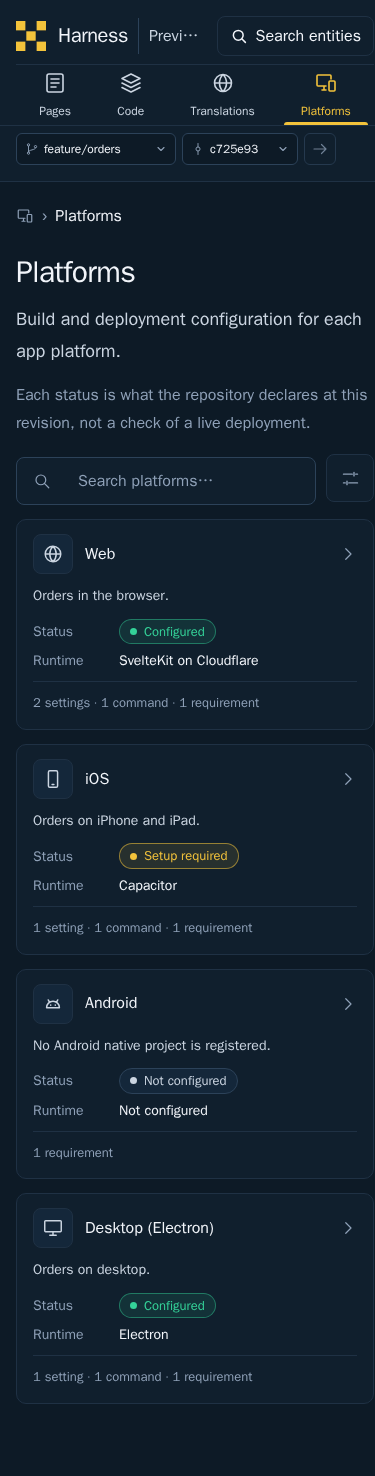 Harness
Previ···
Search entities
Pages
Code
Translations
Platforms
feature/orders
c725e93
› Platforms
Platforms
Build and deployment configuration for each
app platform.
Each status is what the repository declares at this
revision, not a check of a live deployment.
Search platforms···
Web
Orders in the browser.
Status
Configured
Runtime
SvelteKit on Cloudflare
2 settings · 1 command · 1 requirement
iOS
Orders on iPhone and iPad.
Status
Setup required
Runtime
Capacitor
1 setting · 1 command · 1 requirement
Android
No Android native project is registered.
Status
Not configured
Runtime
Not configured
1 requirement
Desktop (Electron)
Orders on desktop.
Status
Configured
Runtime
Electron
1 setting · 1 command · 1 requirement